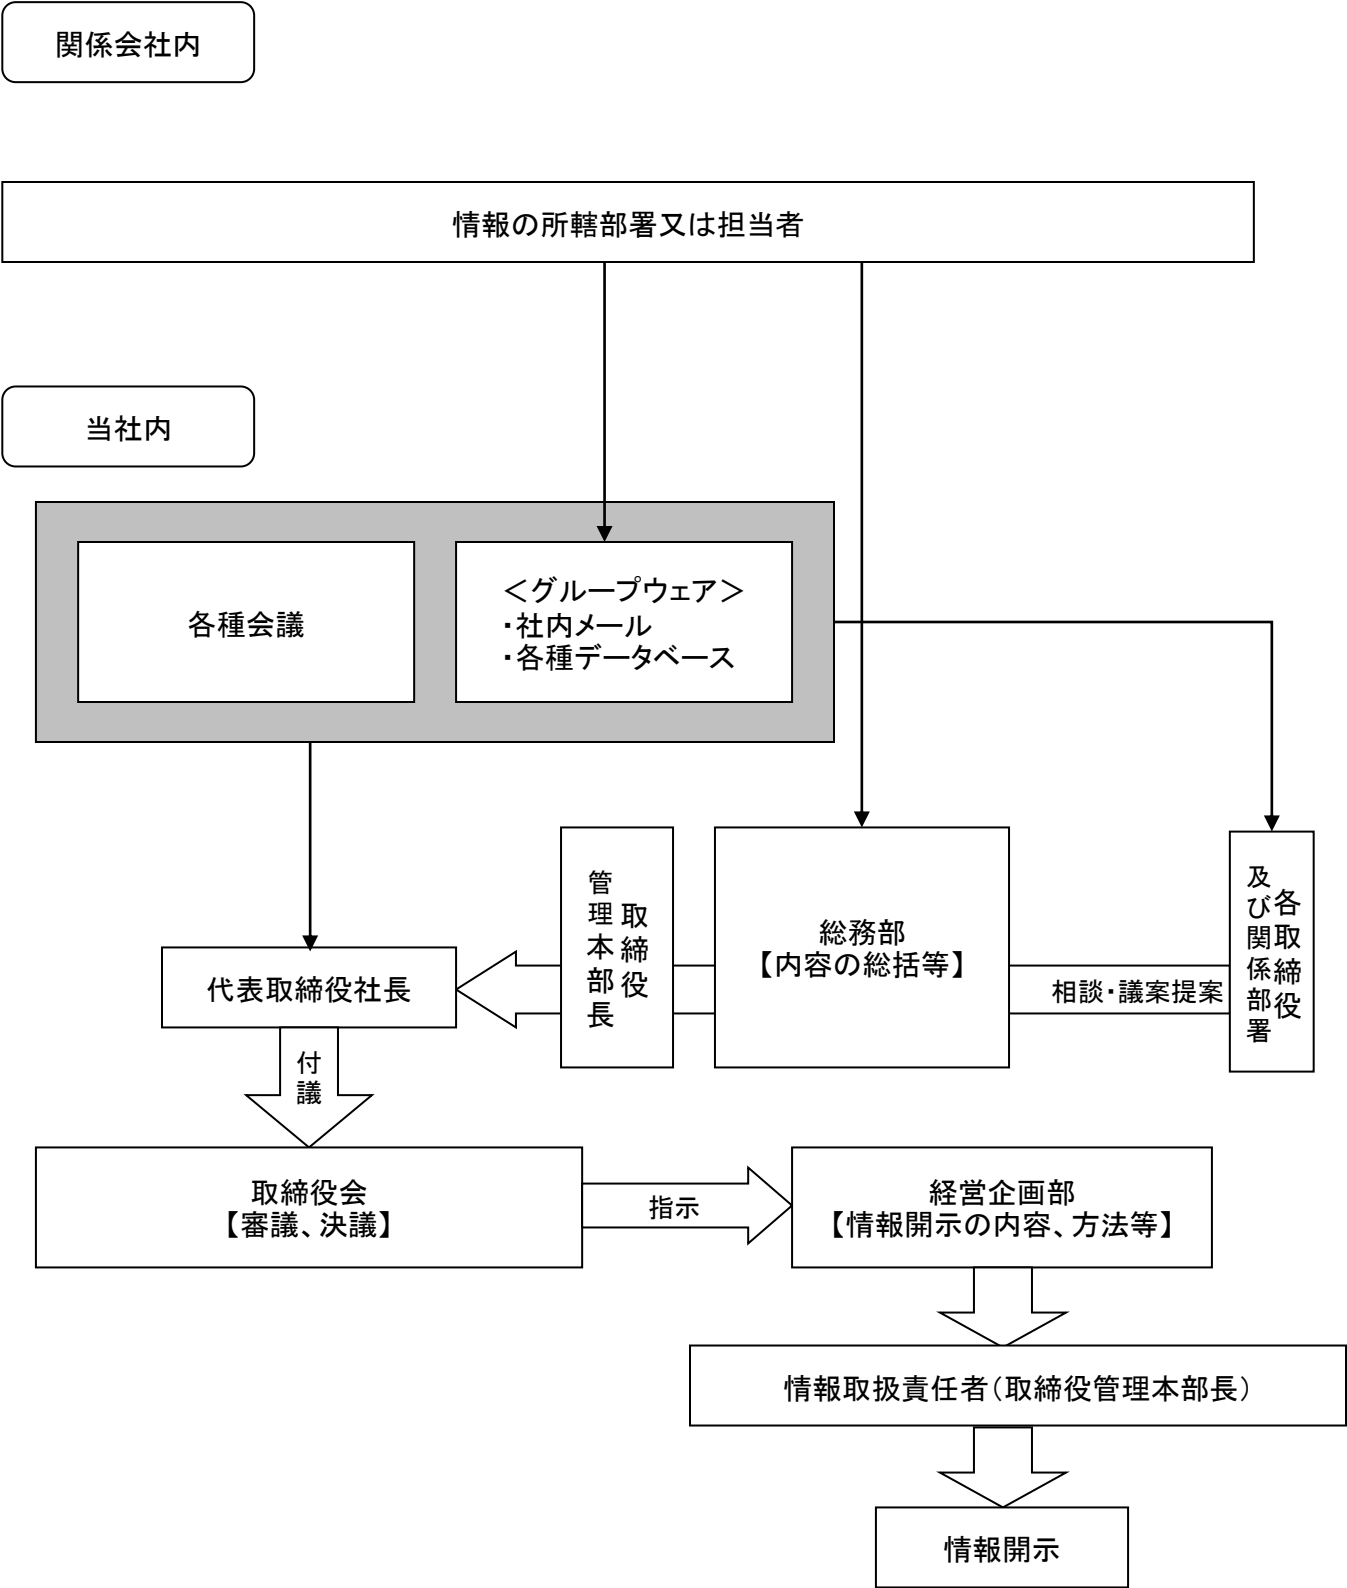 関係会社内
情報の所轄部署又は担当者
当社内
各種会議
＜グループウェア＞
・社内メール
・各種データベース
取締役
管理本部長
総務部
【内容の総括等】
相談・議案提案
各取締役
及び関係部署
代表取締役社長
付議
取締役会
【審議、決議】
指示
経営企画部
【情報開示の内容、方法等】
情報取扱責任者（取締役管理本部長）
情報開示